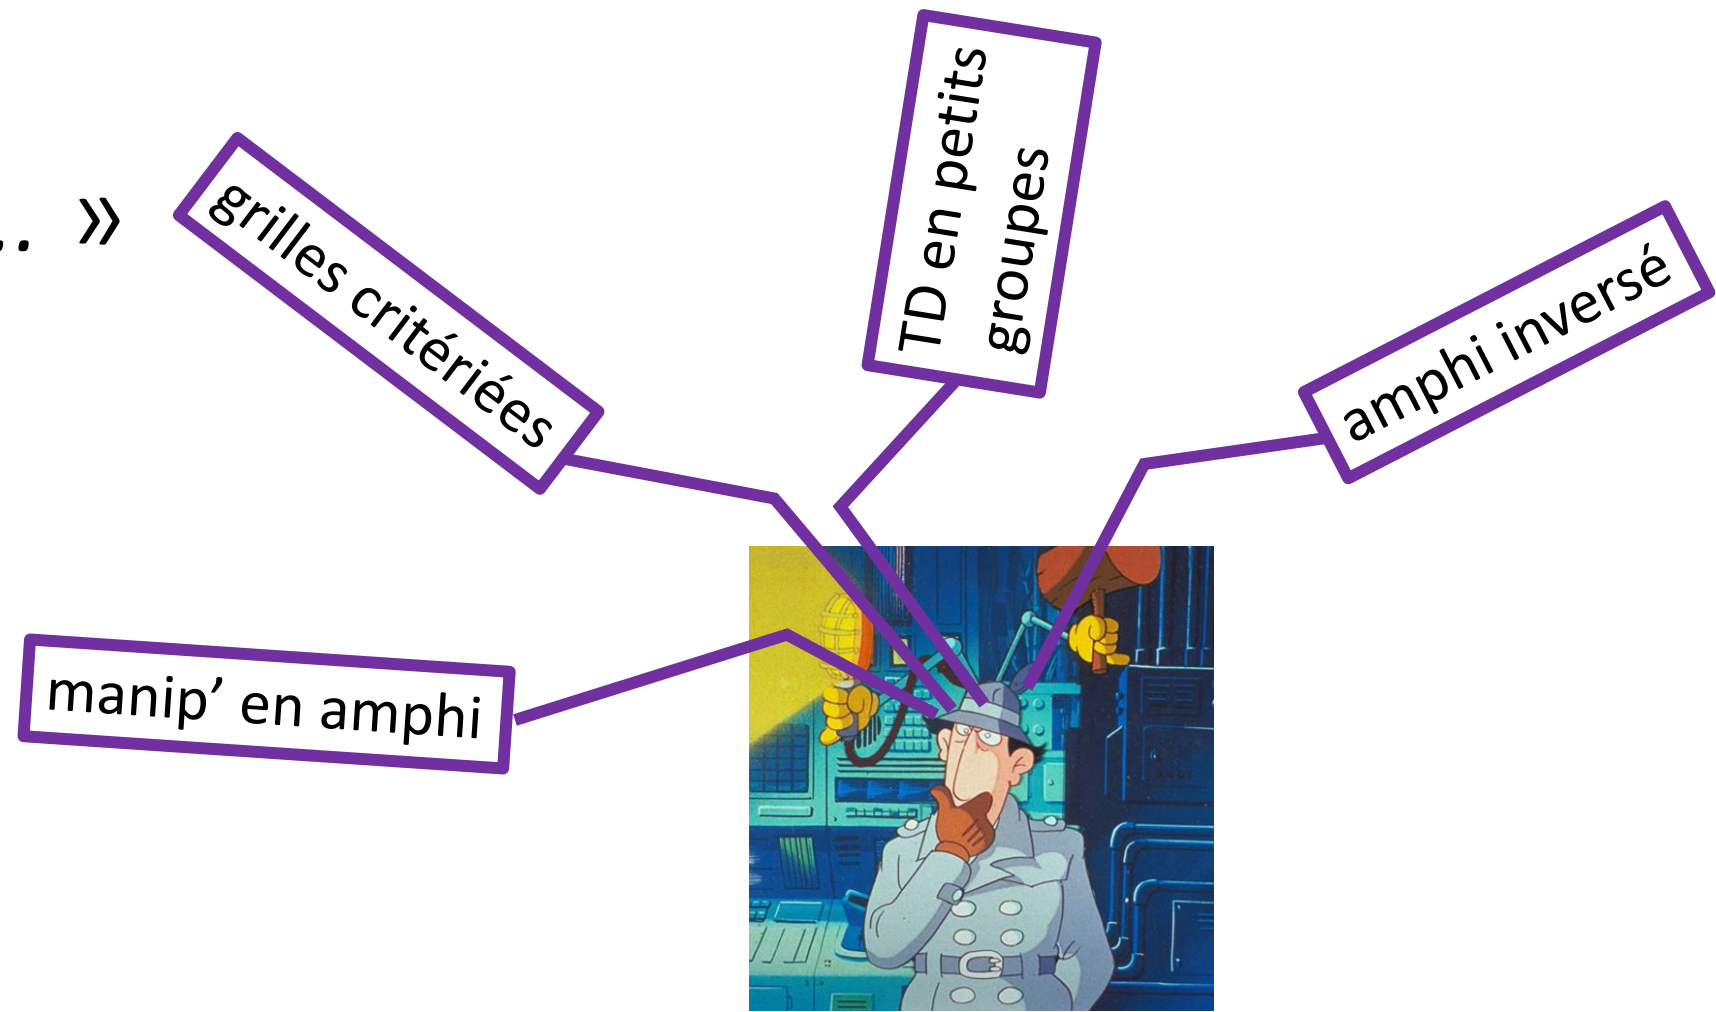 .. »
grilles critériées
TD en petits
groupes
amphi inversé
manip’ en amphi